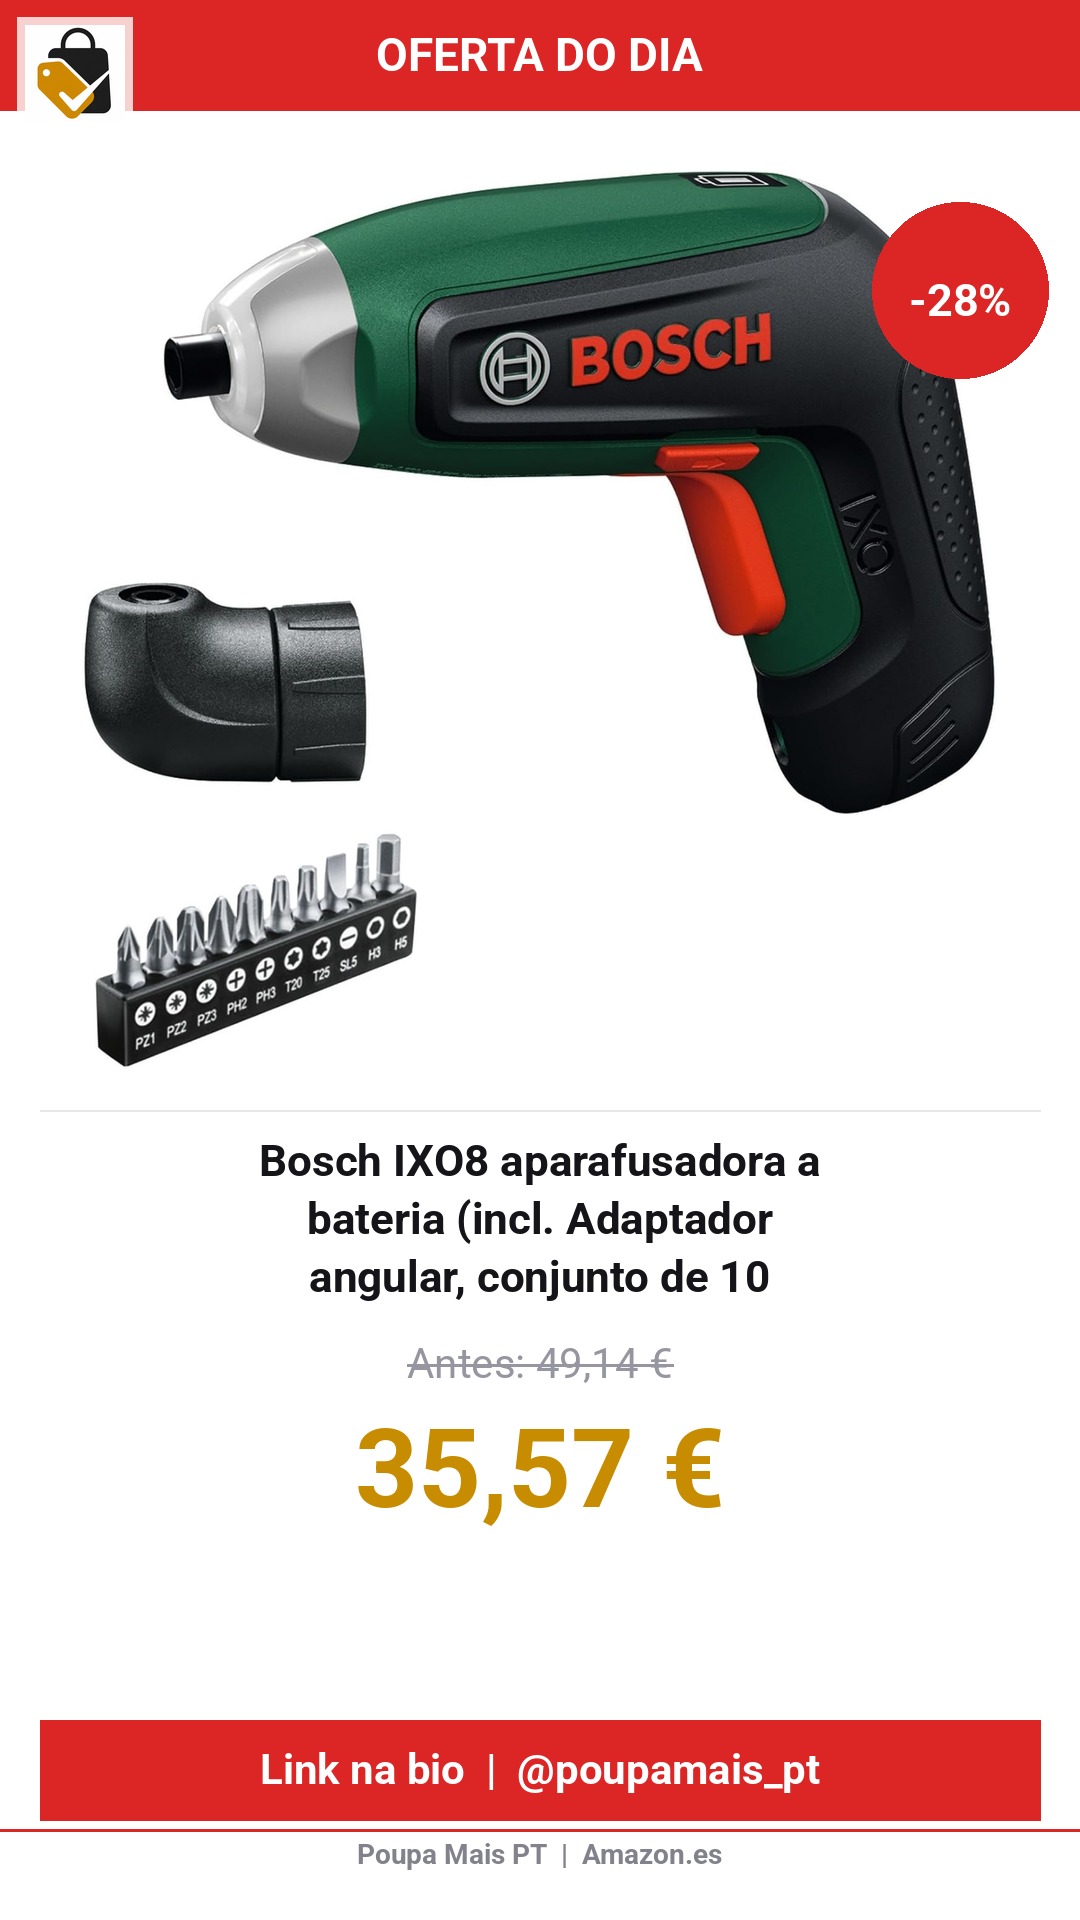 OFERTA DO DIA
-28%
BOSCH
IXO
PZ1 PZ2 PZ3 PH2 PH3 T20 T25 SL5 H3 H5
Bosch IXO8 aparafusadora a
bateria (incl. Adaptador
angular, conjunto de 10
Antes: 49,14 €
35,57 €
Link na bio | @poupamais_pt
Poupa Mais PT | Amazon.es